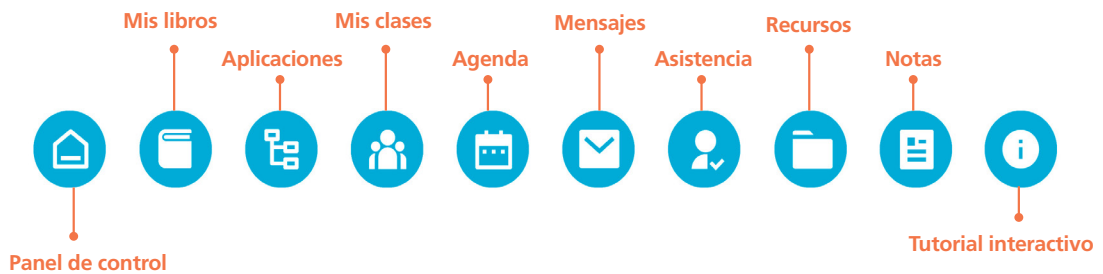 Mis libros
Mis clases
Mensajes
Recursos
Aplicaciones
Agenda
Asistencia
Notas
Tutorial interactivo
Panel de control